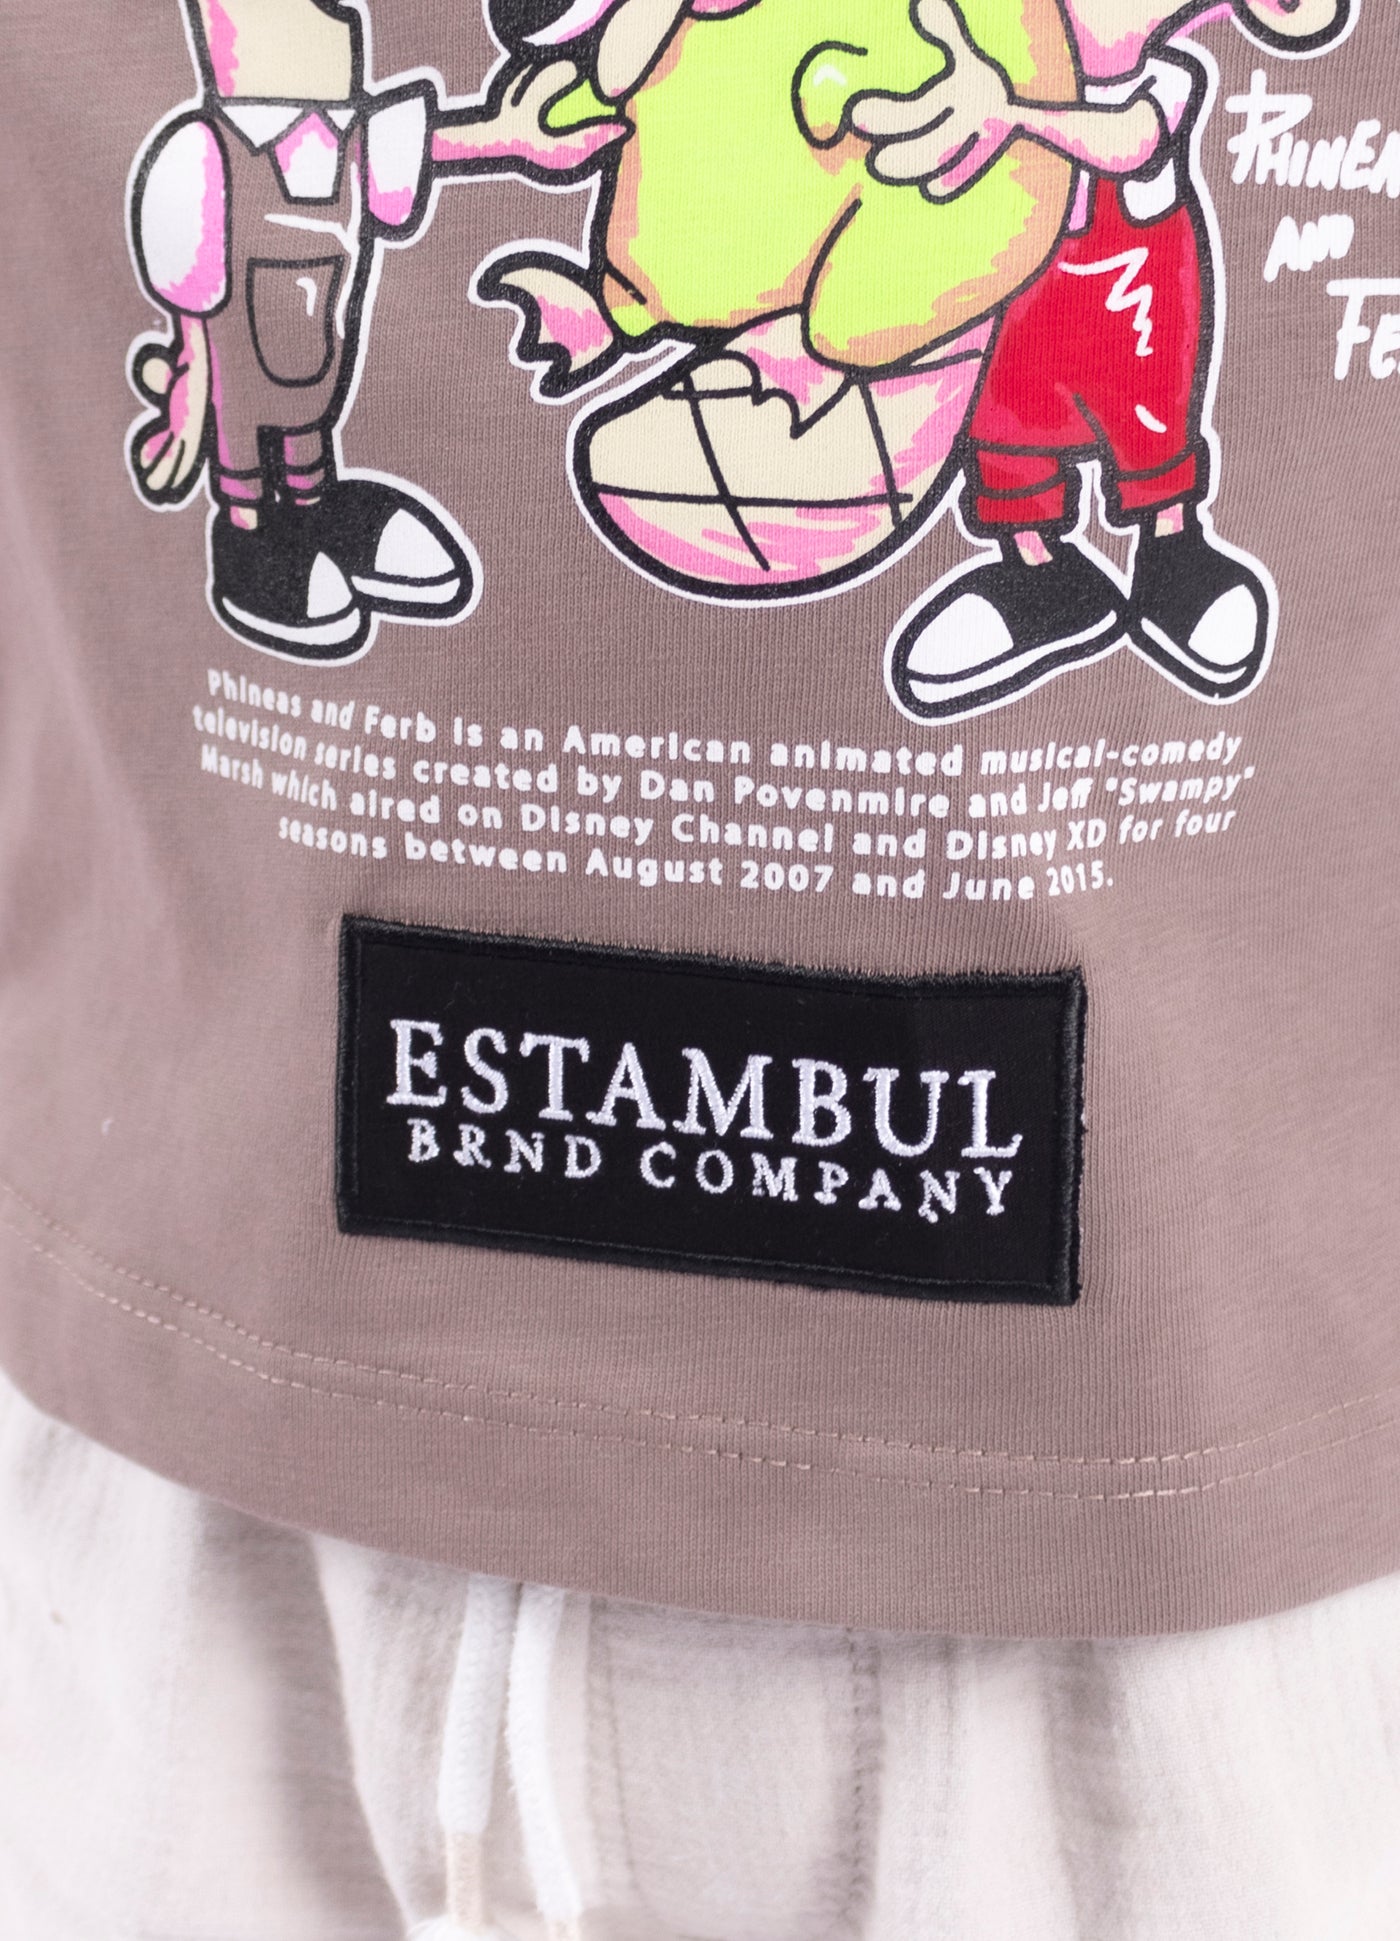 PHINEA
AND
FE
Phineas and Ferb is an American animated musical-comedy
television series created by Dan Povenmire and Jeff "Swampy"
Marsh which aired on Disney Channel and Disney XD for four
seasons between August 2007 and June 2015.
ESTAMBUL
BRND COMPANY